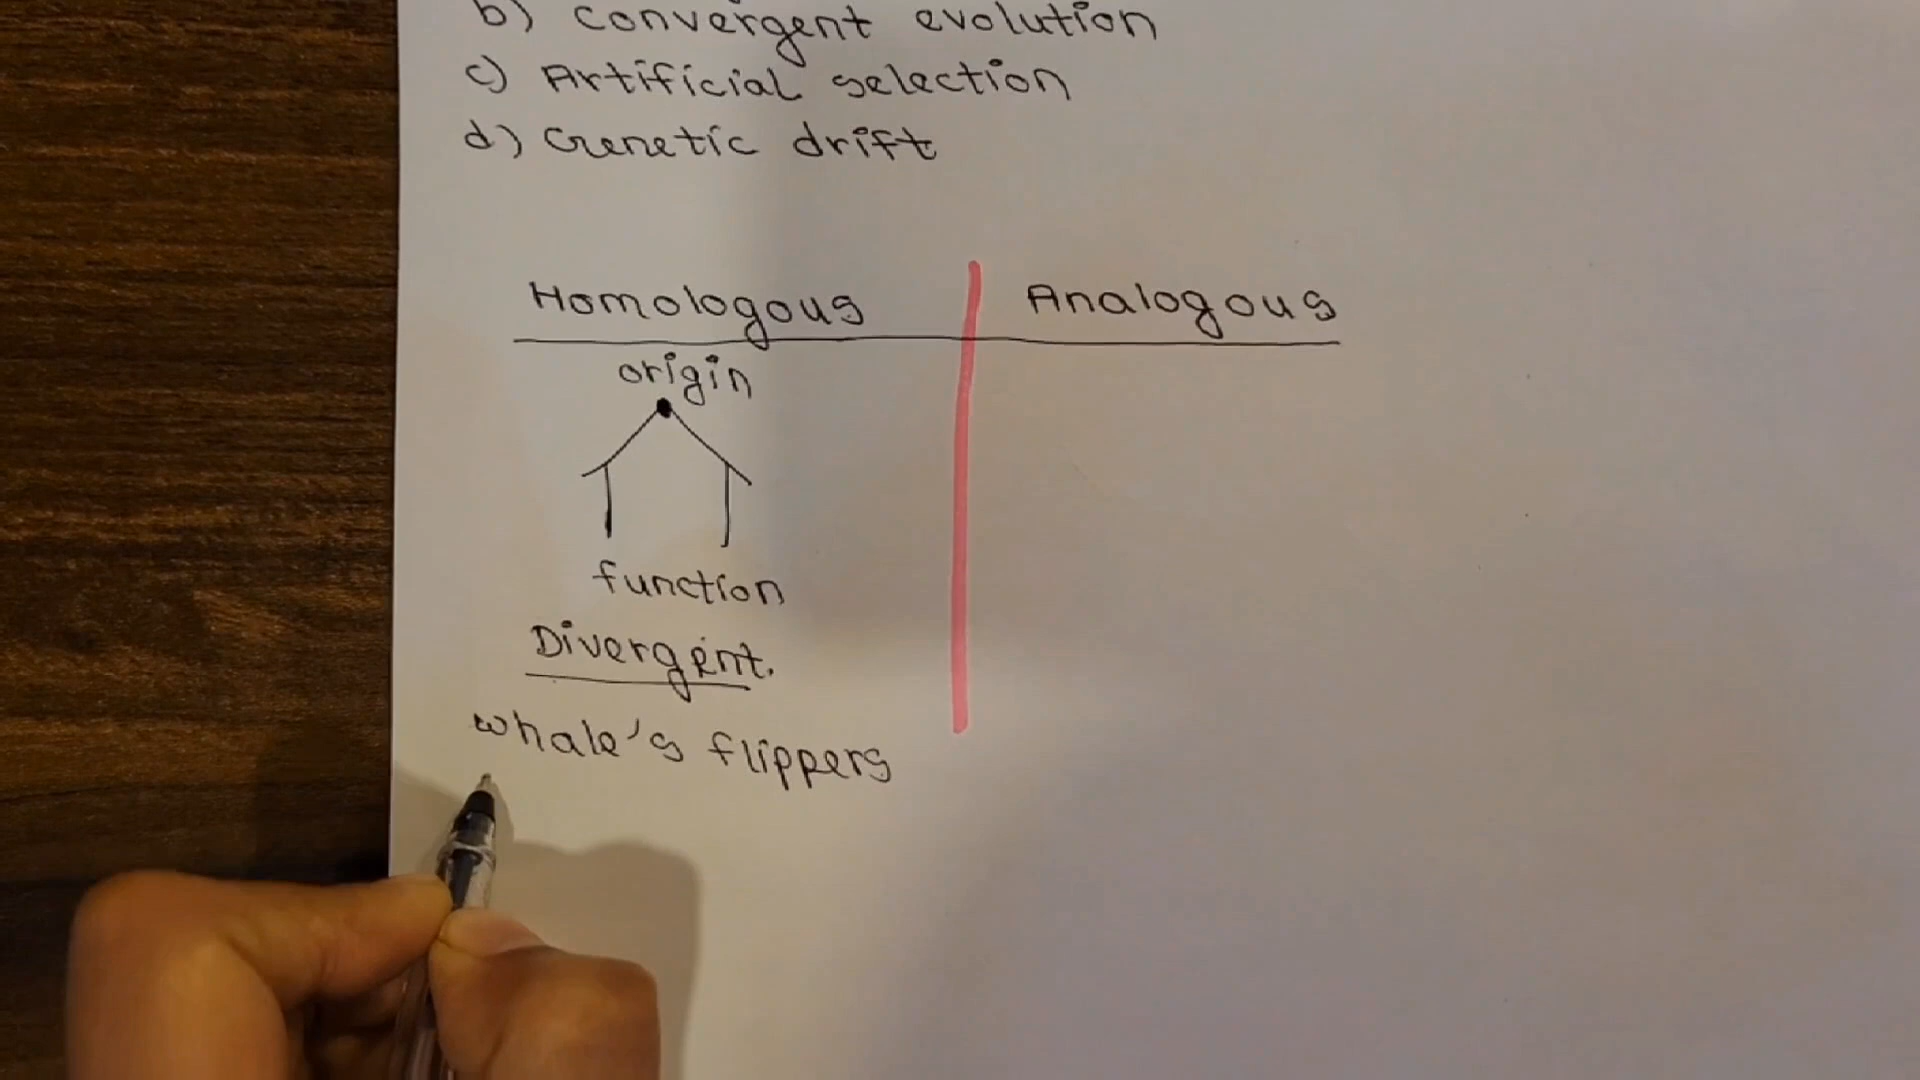 b) convergent evolution
c) Artificial selection
d) Genetic drift
Homologous Analogous
origin
function
Divergent.
whale's flippers